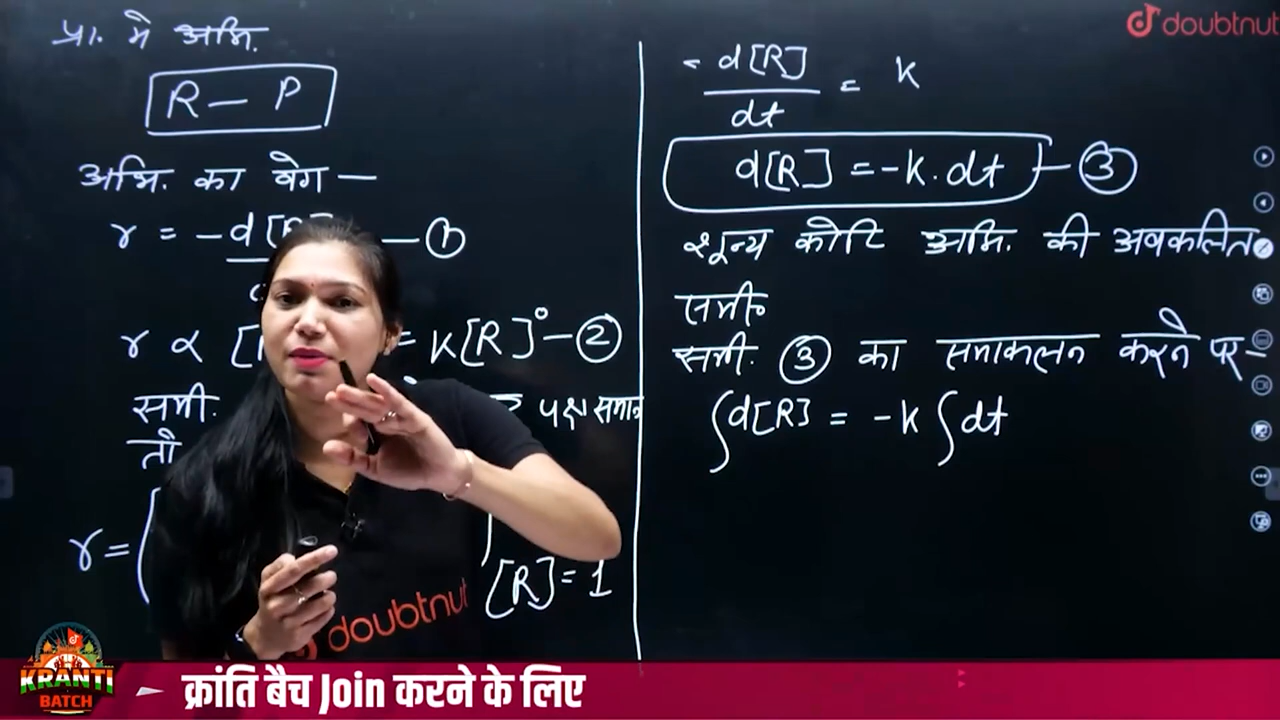 प्रा. मे अभि.
R — P
अभि. का वेग —
r = -d[R] — ①
r ∝ [ = K[R]° — ②
समी. पक्ष समान
तो
r =
[R] = 1
doubtnut
- d[R] / dt = K
d[R] = -K.dt — ③
शून्य कोटि अभि. की अवकलित
समी॰
समी. ③ का समाकलन करने पर-
∫d[R] = -K∫dt
doubtnut
KRANTI
BATCH
क्रांति बैच Join करने के लिए